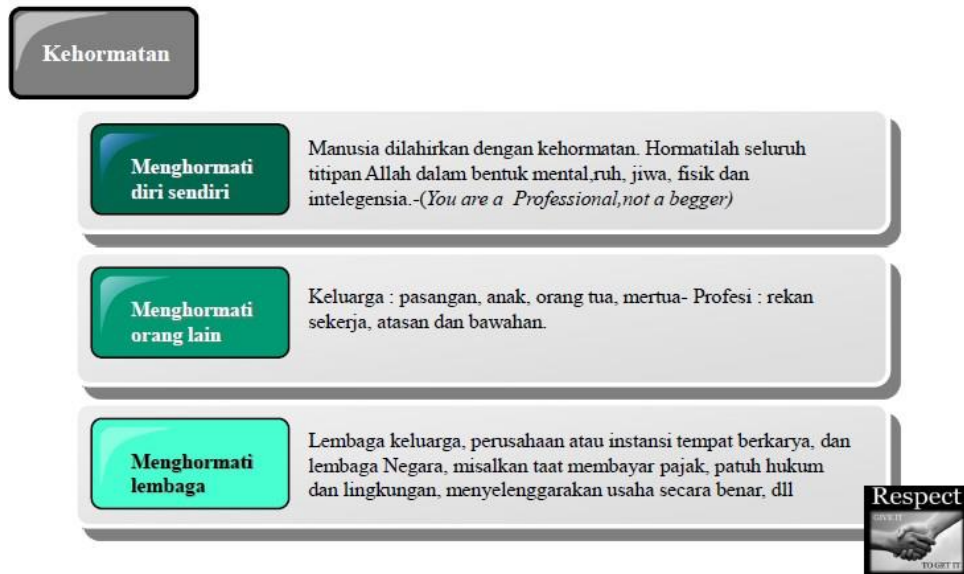 Kehormatan
Menghormati
diri sendiri
Manusia dilahirkan dengan kehormatan. Hormatilah seluruh
titipan Allah dalam bentuk mental,ruh, jiwa, fisik dan
intelegensia.-(You are a Professional,not a begger)
Menghormati
orang lain
Keluarga : pasangan, anak, orang tua, mertua- Profesi : rekan
sekerja, atasan dan bawahan.
Menghormati
lembaga
Lembaga keluarga, perusahaan atau instansi tempat berkarya, dan
lembaga Negara, misalkan taat membayar pajak, patuh hukum
dan lingkungan, menyelenggarakan usaha secara benar, dll
Respect
GIVE IT
TO GET IT